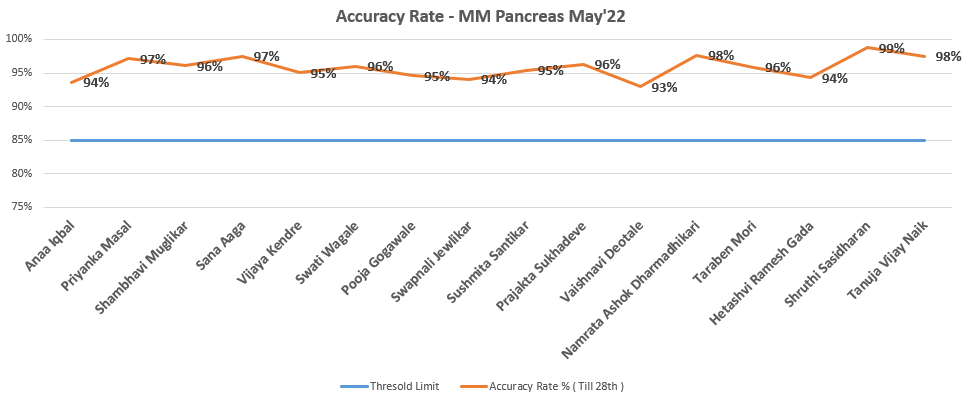 Accuracy Rate - MM Pancreas May'22
100%
95%
90%
85%
80%
75%
94%
97%
96%
97%
95%
96%
95%
94%
95%
96%
93%
98%
96%
94%
99%
98%
Anaa Iqbal
Priyanka Masal
Shambhavi Muglikar
Sana Aaga
Vijaya Kendre
Swati Wagale
Pooja Gogawale
Swapnali Jewlikar
Sushmita Santikar
Prajakta Sukhadeve
Vaishnavi Deotale
Namrata Ashok Dharmadhikari
Taraben Mori
Hetashvi Ramesh Gada
Shruthi Sasidharan
Tanuja Vijay Naik
Thresold Limit
Accuracy Rate % ( Till 28th )